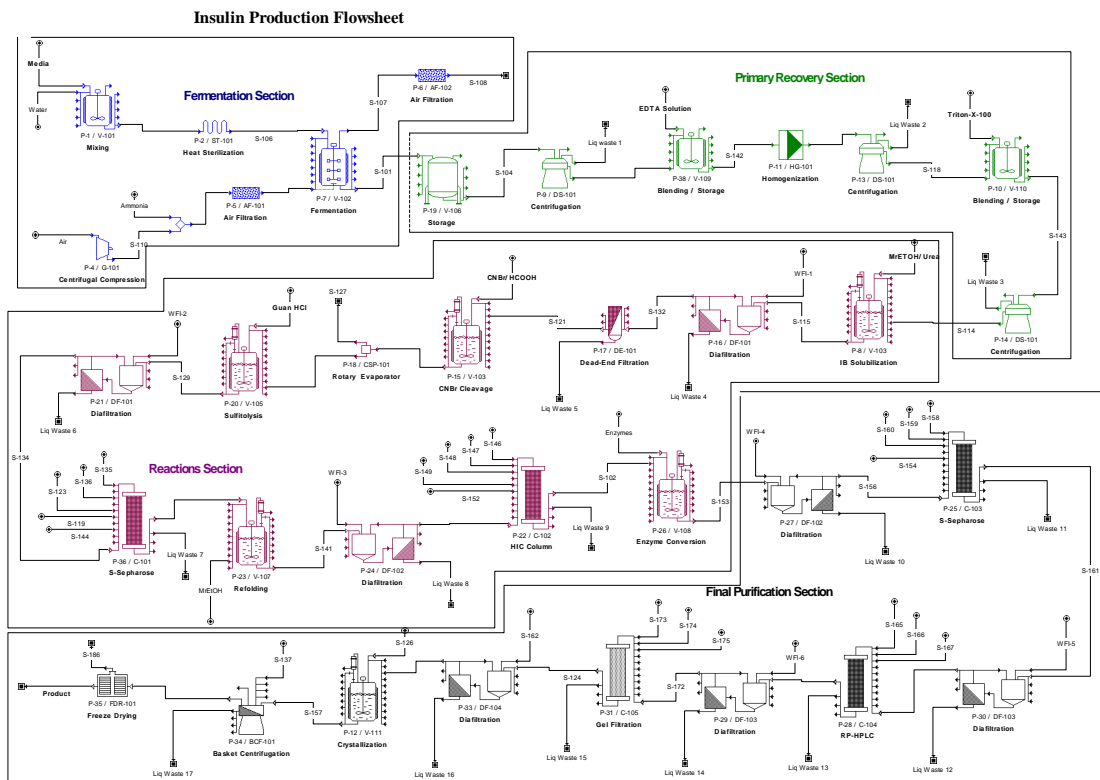 Insulin Production Flowsheet
Media
Water
P-1 / V-101
Mixing
P-2 / ST-101
Heat Sterilization
S-106
Fermentation Section
S-107
P-6 / AF-102
Air Filtration
S-108
Ammonia
Air
P-4 / G-101
Centrifugal Compression
S-110
P-5 / AF-101
Air Filtration
P-7 / V-102
Fermentation
S-101
Primary Recovery Section
P-19 / V-106
Storage
S-104
P-9 / DS-101
Centrifugation
Liq waste 1
EDTA Solution
P-38 / V-109
Blending / Storage
S-142
P-11 / HG-101
Homogenization
Liq Waste 2
P-13 / DS-101
Centrifugation
S-118
Triton-X-100
P-10 / V-110
Blending / Storage
S-143
Liq Waste 3
P-14 / DS-101
Centrifugation
S-114
MrETOH/ Urea
P-8 / V-103
IB Solubilization
S-115
WFI-1
P-16 / DF-101
Diafiltration
Liq Waste 4
S-132
P-17 / DE-101
Dead-End Filtration
Liq Waste 5
S-121
CNBr/ HCOOH
P-15 / V-103
CNBr Cleavage
S-127
P-18 / CSP-101
Rotary Evaporator
Guan HCl
P-20 / V-105
Sulfitolysis
S-129
WFI-2
P-21 / DF-101
Diafiltration
Liq Waste 6
S-134
Reactions Section
S-135
S-136
S-123
S-119
S-144
P-36 / C-101
S-Sepharose
Liq Waste 7
MrEtOH
P-23 / V-107
Refolding
S-141
WFI-3
P-24 / DF-102
Diafiltration
Liq Waste 8
S-146
S-147
S-148
S-149
S-152
P-22 / C-102
HIC Column
Liq Waste 9
S-102
Enzymes
P-26 / V-108
Enzyme Conversion
S-153
WFI-4
P-27 / DF-102
Diafiltration
Liq Waste 10
S-156
S-158
S-159
S-160
S-154
P-25 / C-103
S-Sepharose
Liq Waste 11
S-161
Final Purification Section
WFI-5
P-30 / DF-103
Diafiltration
Liq Waste 12
S-165
S-166
S-167
P-28 / C-104
RP-HPLC
Liq Waste 13
WFI-6
P-29 / DF-103
Diafiltration
Liq Waste 14
S-172
S-173
S-174
S-175
P-31 / C-105
Gel Filtration
Liq Waste 15
S-124
S-162
P-33 / DF-104
Diafiltration
Liq Waste 16
S-126
P-12 / V-111
Crystallization
S-157
S-137
P-34 / BCF-101
Basket Centrifugation
Liq Waste 17
S-186
P-35 / FDR-101
Freeze Drying
Product